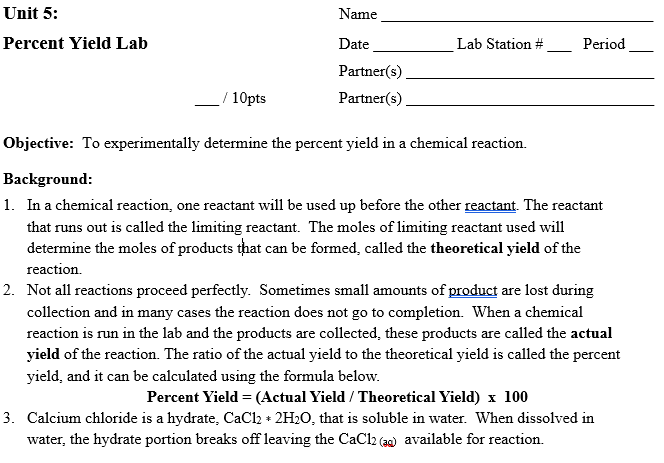 Unit 5:
Name ___
Percent Yield Lab
Date ___ Lab Station # ___ Period ___
Partner(s) ___
___ / 10pts
Partner(s) ___
Objective: To experimentally determine the percent yield in a chemical reaction.
Background:
1. In a chemical reaction, one reactant will be used up before the other reactant. The reactant
that runs out is called the limiting reactant. The moles of limiting reactant used will
determine the moles of products that can be formed, called the theoretical yield of the
reaction.
2. Not all reactions proceed perfectly. Sometimes small amounts of product are lost during
collection and in many cases the reaction does not go to completion. When a chemical
reaction is run in the lab and the products are collected, these products are called the actual
yield of the reaction. The ratio of the actual yield to the theoretical yield is called the percent
yield, and it can be calculated using the formula below.
Percent Yield = (Actual Yield / Theoretical Yield) x 100
3. Calcium chloride is a hydrate, CaCl2 * 2H2O, that is soluble in water. When dissolved in
water, the hydrate portion breaks off leaving the CaCl2 (aq) available for reaction.